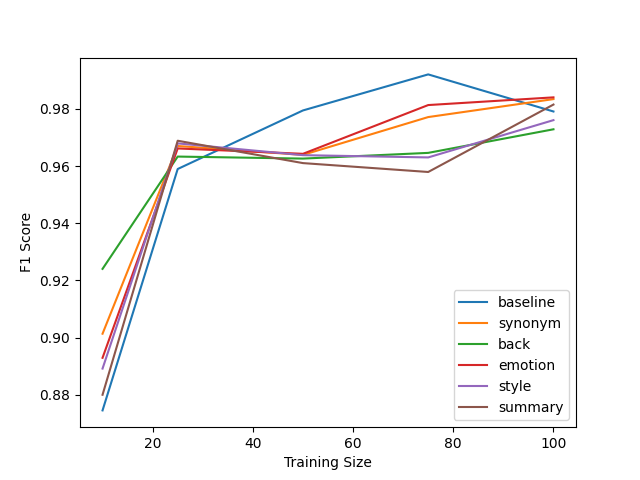 0.98
0.96
0.94
0.92
0.90
0.88
F1 Score
20
40
60
80
100
Training Size
baseline
synonym
back
emotion
style
summary